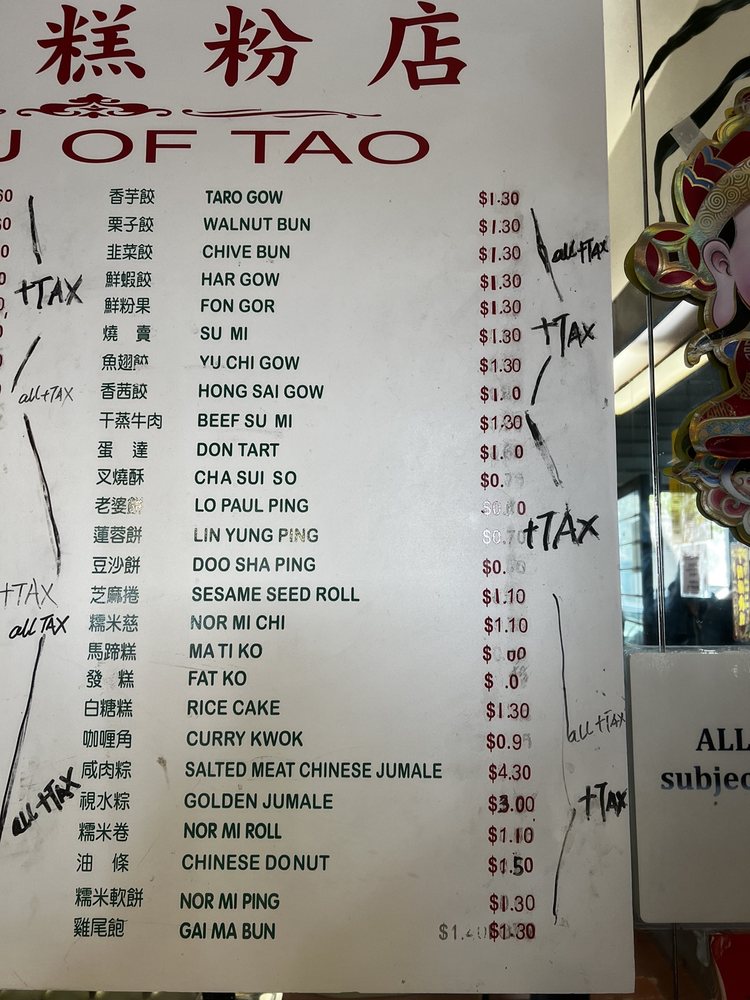 糕粉店
OF TAO
香芋餃 TARO GOW $1.30
栗子餃 WALNUT BUN $1.30
韭菜餃 CHIVE BUN $1.30
all+TAX
鮮蝦餃 HAR GOW $1.30
+TAX
鮮粉果 FON GOR $1.30
燒賣 SU MI $1.30
+TAX
魚翅餃 YU CHI GOW $1.30
香茜餃 HONG SAI GOW
all+TAX
干蒸牛肉 BEEF SU MI $1.30
蛋達 DON TART
叉燒酥 CHA SUI SO
老婆餅 LO PAUL PING
蓮蓉餅 LIN YUNG PING $0.70
+TAX
豆沙餅 DOO SHA PING
芝麻捲 SESAME SEED ROLL $1.10
+TAX
糯米慈 NOR MI CHI $1.10
all TAX
馬蹄糕 MA TI KO
發糕 FAT KO
白糖糕 RICE CAKE $1.30
all+TAX
咖喱角 CURRY KWOK $0.9
咸肉粽 SALTED MEAT CHINESE JUMALE $4.30
視水粽 GOLDEN JUMALE $3.00
+TAX
all+TAX
糯米卷 NOR MI ROLL $1.10
油條 CHINESE DONUT $1.50
糯米軟餅 NOR MI PING $1.30
雞尾飽 GAI MA BUN $1.30
ALL
subjec